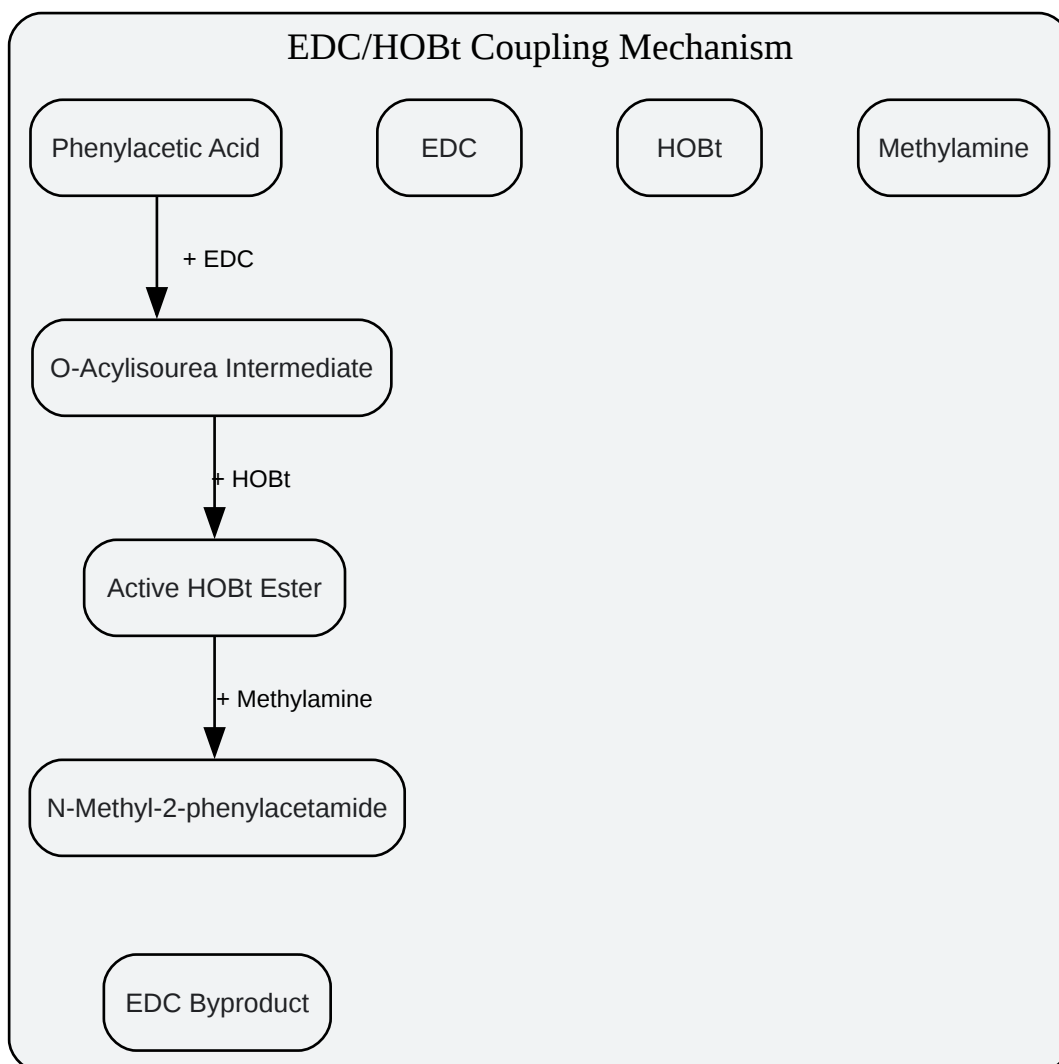 EDC/HOBt Coupling Mechanism
Phenylacetic Acid
EDC
HOBt
Methylamine
+ EDC
O-Acylisourea Intermediate
+ HOBt
Active HOBt Ester
+ Methylamine
N-Methyl-2-phenylacetamide
EDC Byproduct